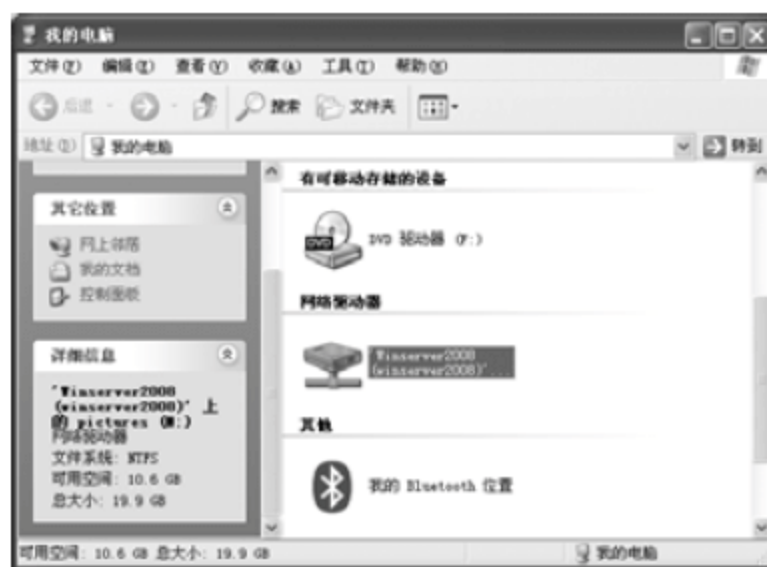 我的电脑
文件(F) 编辑(E) 查看(V) 收藏(A) 工具(T) 帮助(H)
后退 搜索 文件夹
地址(D) 我的电脑 转到
其它位置
网上邻居
我的文档
控制面板
详细信息
'Winserver2008
(winserver2008)' 上
的 pictures (M:)
网络驱动器
文件系统: NTFS
可用空间: 10.6 GB
总大小: 19.9 GB
有可移动存储的设备
DVD
DVD 驱动器 (F:)
网络驱动器
'Winserver2008
(winserver2008)'...
其他
我的 Bluetooth 位置
可用空间: 10.6 GB 总大小: 19.9 GB 我的电脑